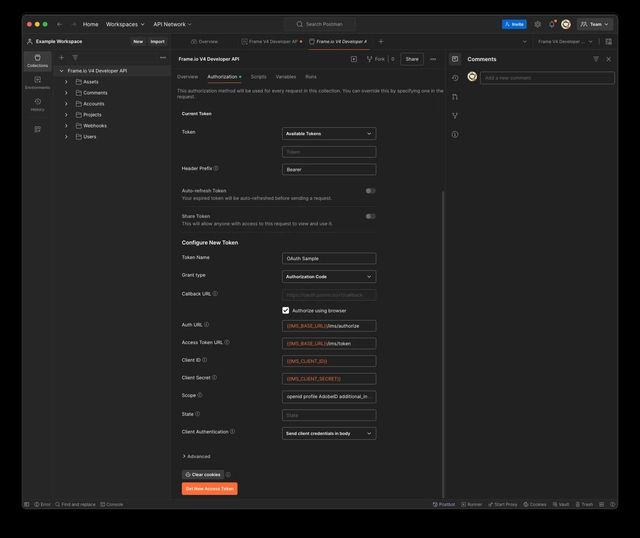 Home Workspaces API Network Search Postman Invite Team
Example Workspace New Import Overview Frame.io V4 Developer AP Frame.io V4 Developer A Frame.io V4 Developer ...
Collections
Environments
History
Frame.io V4 Developer API
Assets
Comments
Accounts
Projects
Webhooks
Users
Frame.io V4 Developer API Fork 0 Share
Overview Authorization Scripts Variables Runs
This authorization method will be used for every request in this collection. You can override this by specifying one in the
request.
Current Token
Token Available Tokens
Token
Header Prefix Bearer
Auto-refresh Token
Your expired token will be auto-refreshed before sending a request.
Share Token
This will allow anyone with access to this request to view and use it.
Configure New Token
Token Name OAuth Sample
Grant type Authorization Code
Callback URL https://oauth.pstmn.io/v1/callback
Authorize using browser
Auth URL {{IMS_BASE_URL}}/ims/authorize
Access Token URL {{IMS_BASE_URL}}/ims/token
Client ID {{IMS_CLIENT_ID}}
Client Secret {{IMS_CLIENT_SECRET}}
Scope openid profile AdobeID additional_in...
State State
Client Authentication Send client credentials in body
Advanced
Clear cookies
Get New Access Token
Comments
Add a new comment
Error Find and replace Console Postbot Runner Start Proxy Cookies Vault Trash